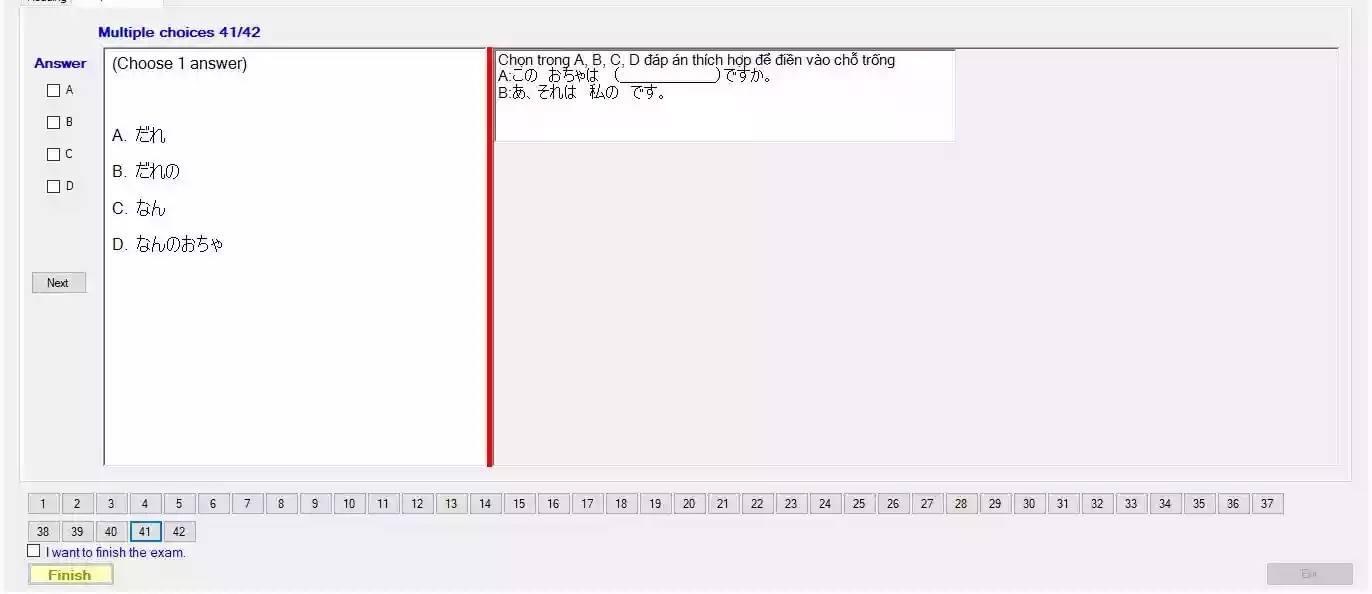 Multiple choices 41/42
Answer
A
B
C
D
Next
(Choose 1 answer)
A. だれ
B. だれの
C. なん
D. なんのおちゃ
Chọn trong A, B, C, D đáp án thích hợp để điền vào chỗ trống
A:この おちゃは (____________)ですか。
B:あ、それは 私の です。
1 2 3 4 5 6 7 8 9 10 11 12 13 14 15 16 17 18 19 20 21 22 23 24 25 26 27 28 29 30 31 32 33 34 35 36 37
38 39 40 41 42
I want to finish the exam.
Finish
Exit